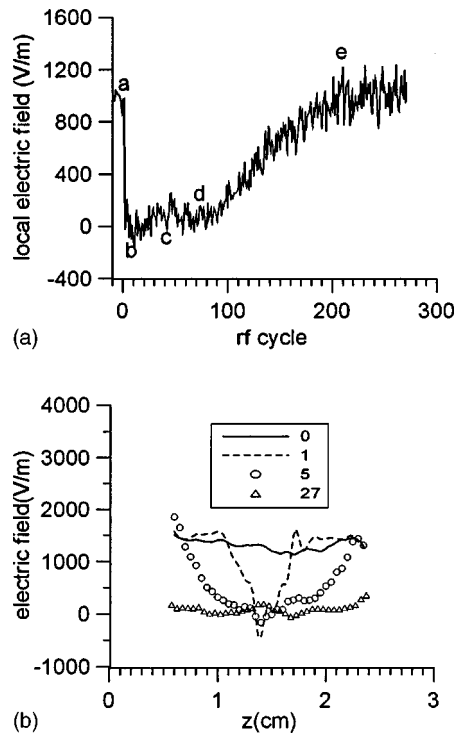 1600
1200
800
400
0
-400
local electric field (V/m)
a
b
c
d
e
0 100 200 300
rf cycle
(a)
4000
3000
2000
1000
0
-1000
electric field(V/m)
0
1
5
27
0 1 2 3
z(cm)
(b)